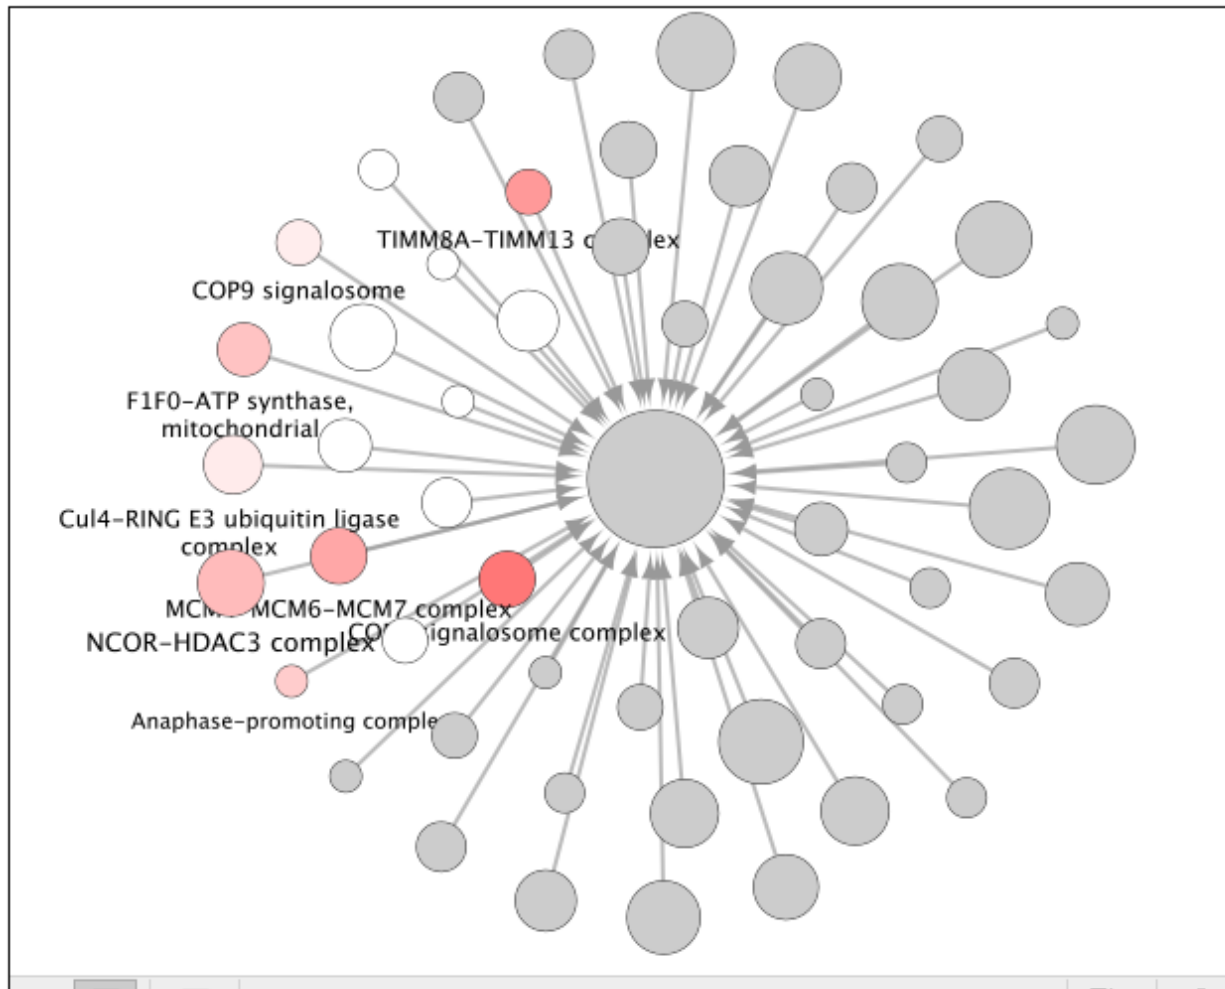 TIMM8A-TIMM13
COP9 signalosome
F1F0-ATP synthase,
mitochondrial
Cul4-RING E3 ubiquitin ligase
complex
MCM6-MCM7 complex
signalosome complex
NCOR-HDAC3 complex
Anaphase-promoting